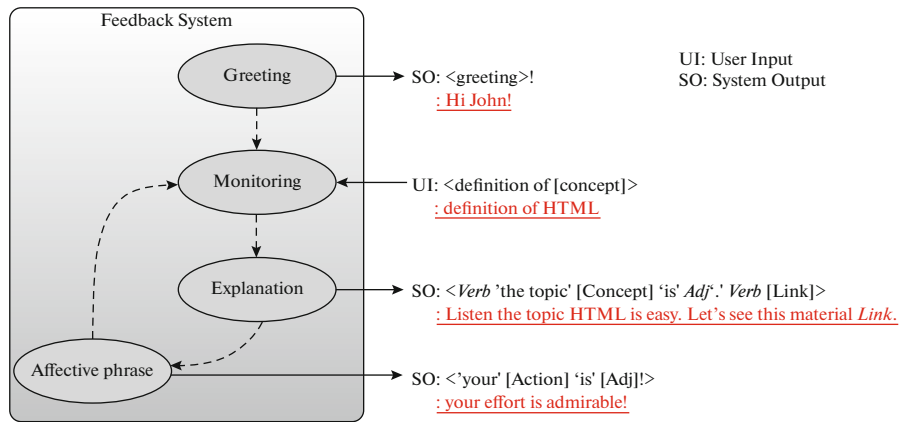 Feedback System
Greeting
SO: <greeting>!
: Hi John!
UI: User Input
SO: System Output
Monitoring
UI: <definition of [concept]>
: definition of HTML
Explanation
SO: <Verb ’the topic' [Concept] ‘is' Adj‘.' Verb [Link]>
: Listen the topic HTML is easy. Let’s see this material Link.
Affective phrase
SO: <’your' [Action] ‘is' [Adj]!>
: your effort is admirable!